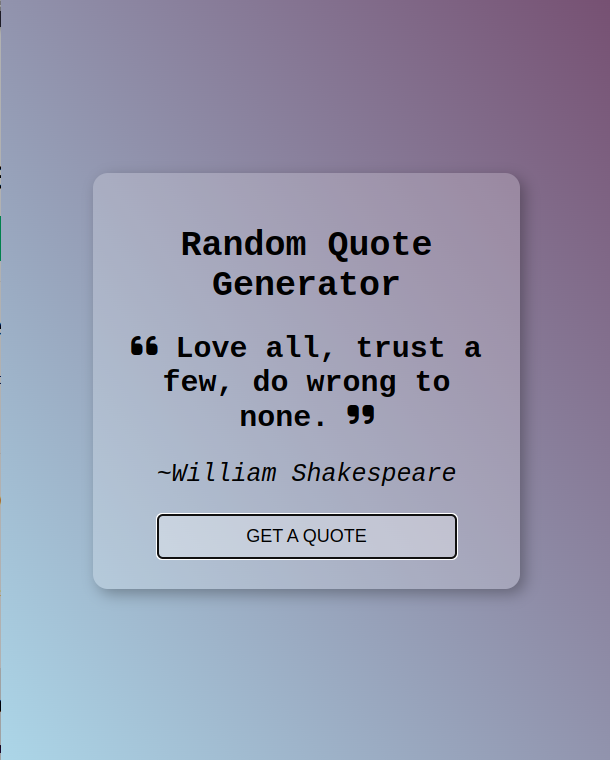 Random Quote
Generator
“ Love all, trust a
few, do wrong to
none. ”
~William Shakespeare
GET A QUOTE